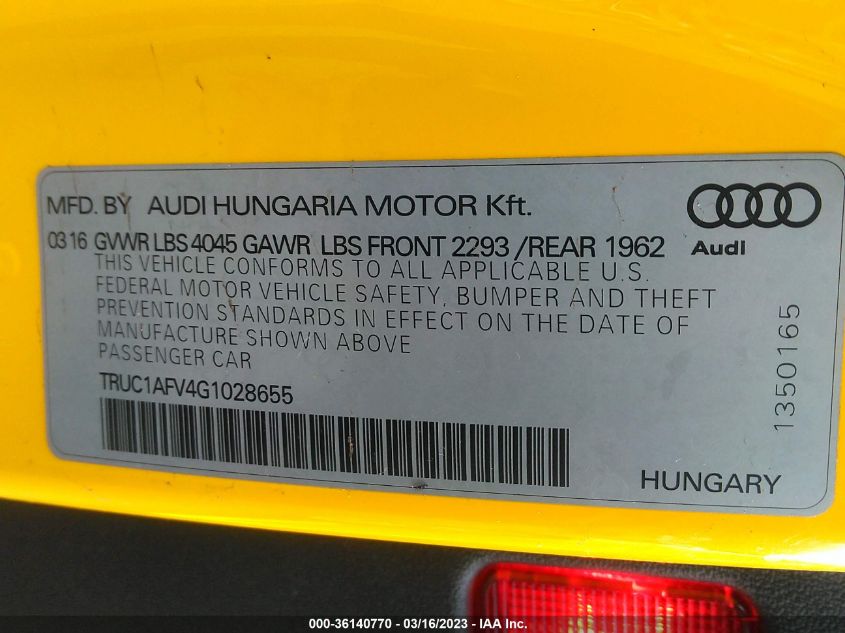 MFD. BY AUDI HUNGARIA MOTOR Kft.
03 16 GVWR LBS 4045 GAWR LBS FRONT 2293 /REAR 1962
Audi
THIS VEHICLE CONFORMS TO ALL APPLICABLE U.S.
FEDERAL MOTOR VEHICLE SAFETY, BUMPER AND THEFT
PREVENTION STANDARDS IN EFFECT ON THE DATE OF
MANUFACTURE SHOWN ABOVE
PASSENGER CAR
TRUC1AFV4G1028655
1350165
HUNGARY
000-36140770 - 03/16/2023 - IAA Inc.